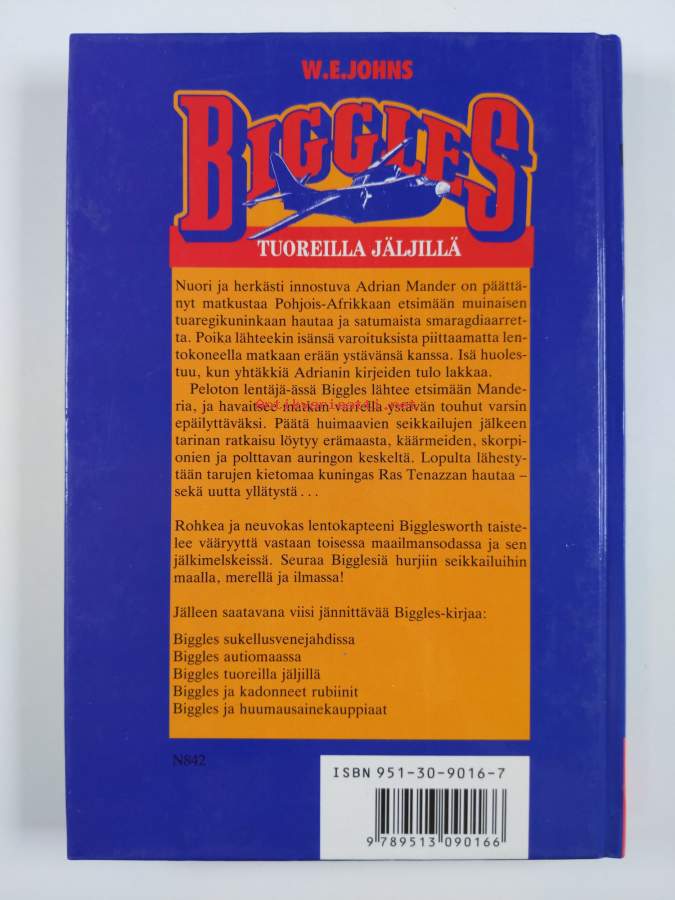 W.E.JOHNS
BIGGLES
TUOREILLA JÄLJILLÄ
Nuori ja herkästi innostuva Adrian Mander on päättä-
nyt matkustaa Pohjois-Afrikkaan etsimään muinaisen
tuaregikuninkaan hautaa ja satumaista smaragdiaarret-
ta. Poika lähteekin isänsä varoituksista piittaamatta len-
tokoneella matkaan erään ystävänsä kanssa. Isä huoles-
tuu, kun yhtäkkiä Adrianin kirjeiden tulo lakkaa.
Peloton lentäjä-ässä Biggles lähtee etsimään Mande-
ria, ja havaitsee matkan varrella ystävän touhut varsin
epäilyttäväksi. Päätä huimaavien seikkailujen jälkeen
tarinan ratkaisu löytyy erämaasta, käärmeiden, skorpi-
onien ja polttavan auringon keskeltä. Lopulta lähesty-
tään tarujen kietomaa kuningas Ras Tenazzan hautaa –
sekä uutta yllätystä . . .
Rohkea ja neuvokas lentokapteeni Bigglesworth taiste-
lee vääryyttä vastaan toisessa maailmansodassa ja sen
jälkimelskeissä. Seuraa Bigglesiä hurjiin seikkailuihin
maalla, merellä ja ilmassa!
Jälleen saatavana viisi jännittävää Biggles-kirjaa:
Biggles sukellusvenejahdissa
Biggles autiomaassa
Biggles tuoreilla jäljillä
Biggles ja kadonneet rubiinit
Biggles ja huumausainekauppiaat
N842
ISBN 951-30-9016-7
9 789513 090166